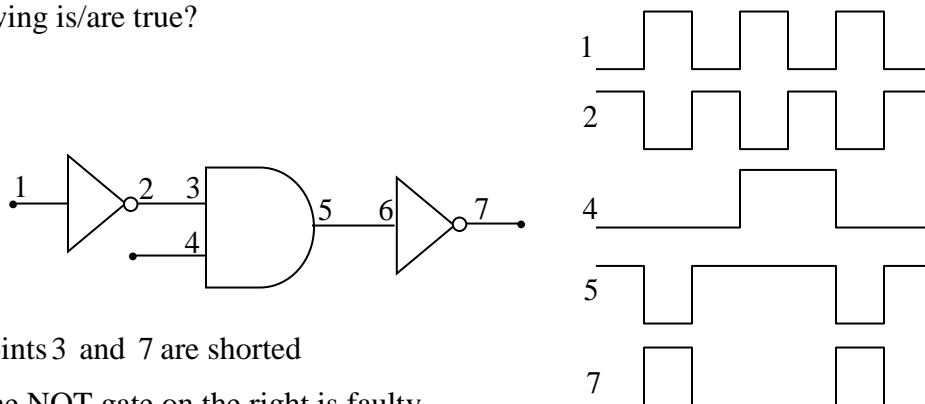 ving is/are true?
1
2
1
2 3
5 6 7
4
4
5
ints 3 and 7 are shorted
7
e NOT gate on the right is faulty